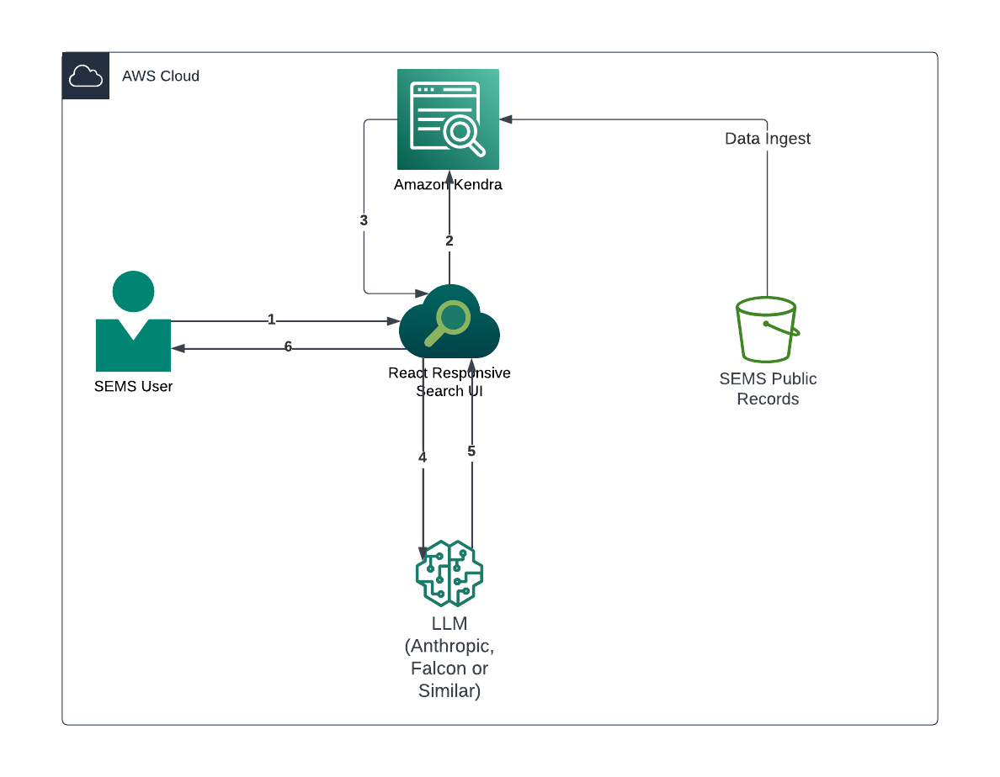 AWS Cloud
Data Ingest
Amazon Kendra
3
2
1
6
SEMS User
React Responsive
Search UI
SEMS Public
Records
4
5
LLM
(Anthropic,
Falcon or
Similar)